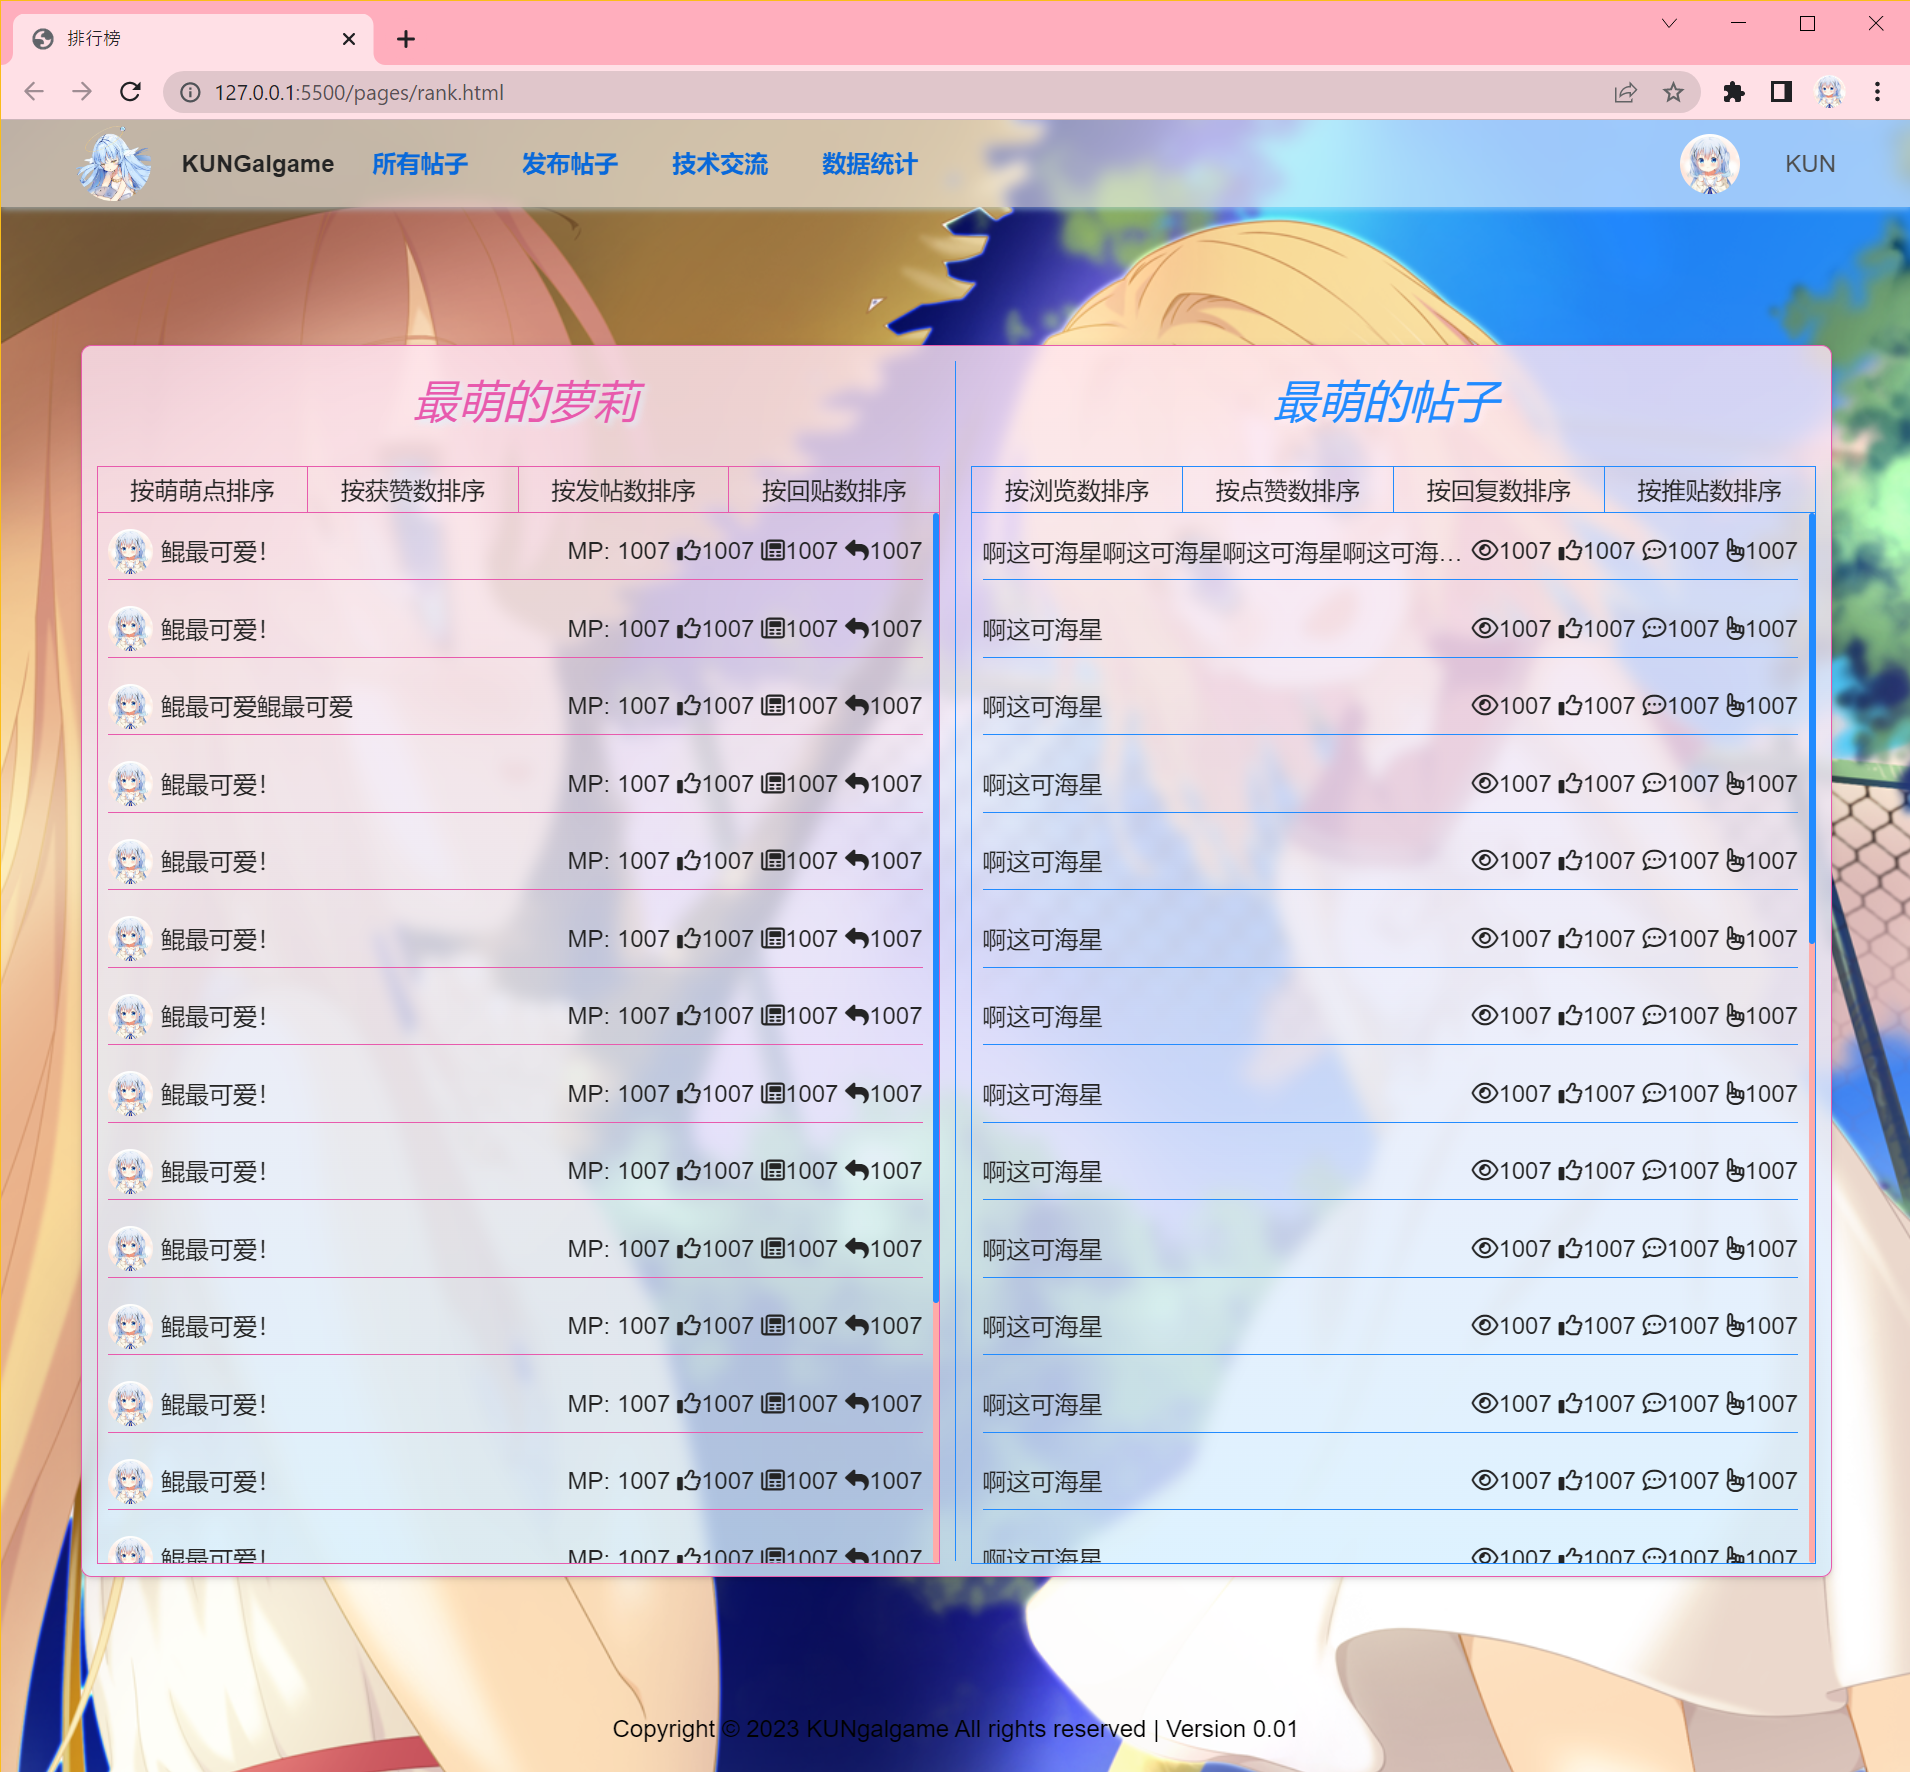 排行榜
127.0.0.1:5500/pages/rank.html
KUNGalgame 所有帖子 发布帖子 技术交流 数据统计 KUN
最萌的萝莉
按萌萌点排序 按获赞数排序 按发帖数排序 按回贴数排序
鲲最可爱! MP: 1007 1007 1007 1007
鲲最可爱! MP: 1007 1007 1007 1007
鲲最可爱鲲最可爱 MP: 1007 1007 1007 1007
鲲最可爱! MP: 1007 1007 1007 1007
鲲最可爱! MP: 1007 1007 1007 1007
鲲最可爱! MP: 1007 1007 1007 1007
鲲最可爱! MP: 1007 1007 1007 1007
鲲最可爱! MP: 1007 1007 1007 1007
鲲最可爱! MP: 1007 1007 1007 1007
鲲最可爱! MP: 1007 1007 1007 1007
鲲最可爱! MP: 1007 1007 1007 1007
鲲最可爱! MP: 1007 1007 1007 1007
鲲最可爱! MP: 1007 1007 1007 1007
鲲最可爱! MP: 1007 1007 1007 1007
最萌的帖子
按浏览数排序 按点赞数排序 按回复数排序 按推贴数排序
啊这可海星啊这可海星啊这可海星啊这可海... 1007 1007 1007 1007
啊这可海星 1007 1007 1007 1007
啊这可海星 1007 1007 1007 1007
啊这可海星 1007 1007 1007 1007
啊这可海星 1007 1007 1007 1007
啊这可海星 1007 1007 1007 1007
啊这可海星 1007 1007 1007 1007
啊这可海星 1007 1007 1007 1007
啊这可海星 1007 1007 1007 1007
啊这可海星 1007 1007 1007 1007
啊这可海星 1007 1007 1007 1007
啊这可海星 1007 1007 1007 1007
啊这可海星 1007 1007 1007 1007
啊这可海星 1007 1007 1007 1007
Copyright © 2023 KUNgalgame All rights reserved | Version 0.01